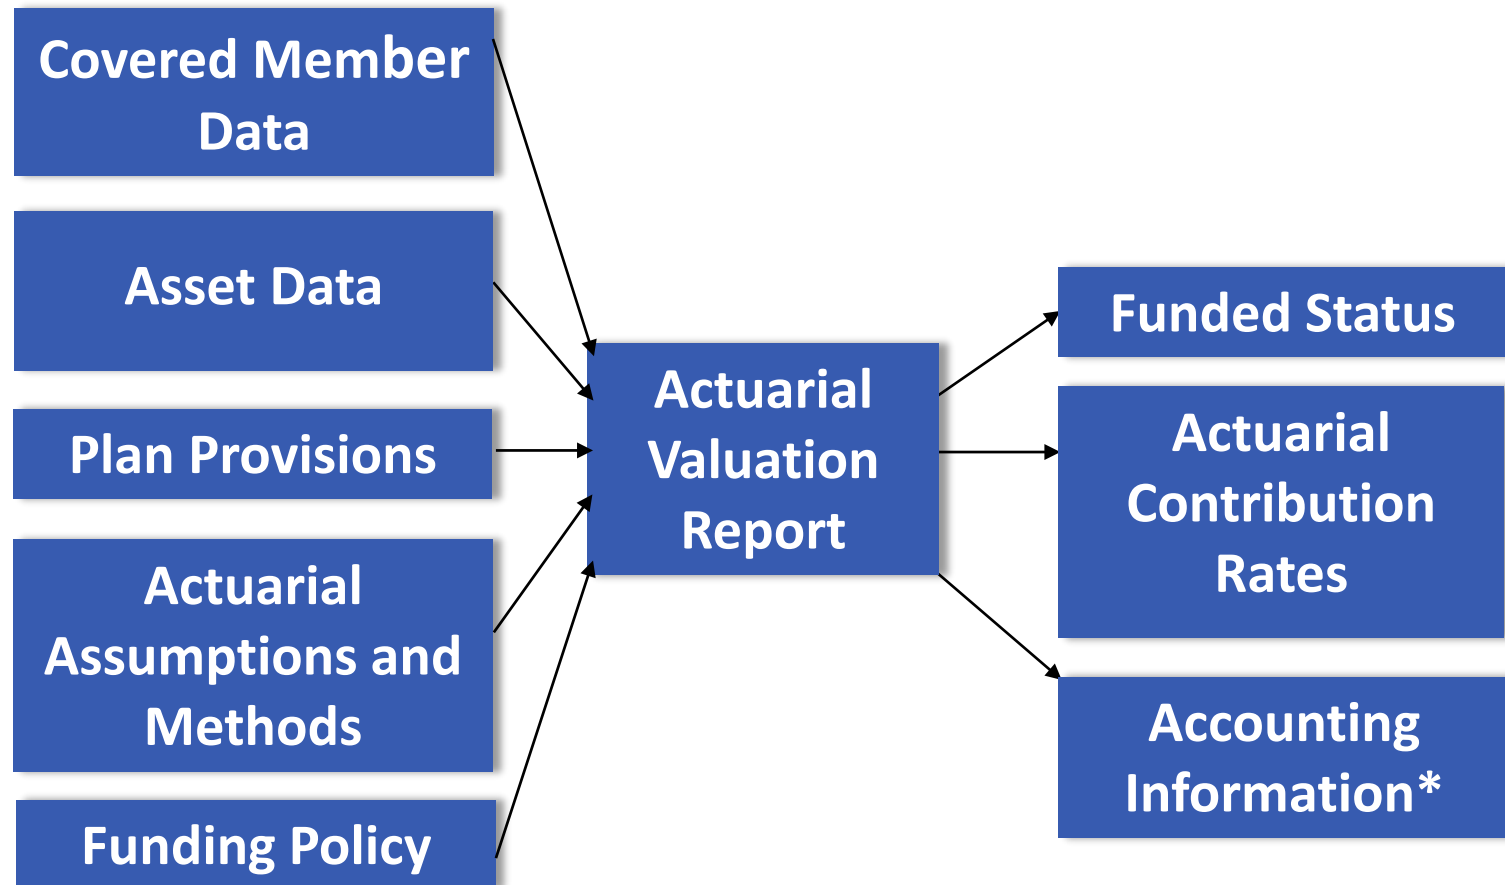 Covered Member
Data
Asset Data
Plan Provisions
Actuarial
Assumptions and
Methods
Funding Policy
Actuarial
Valuation
Report
Funded Status
Actuarial
Contribution
Rates
Accounting
Information*